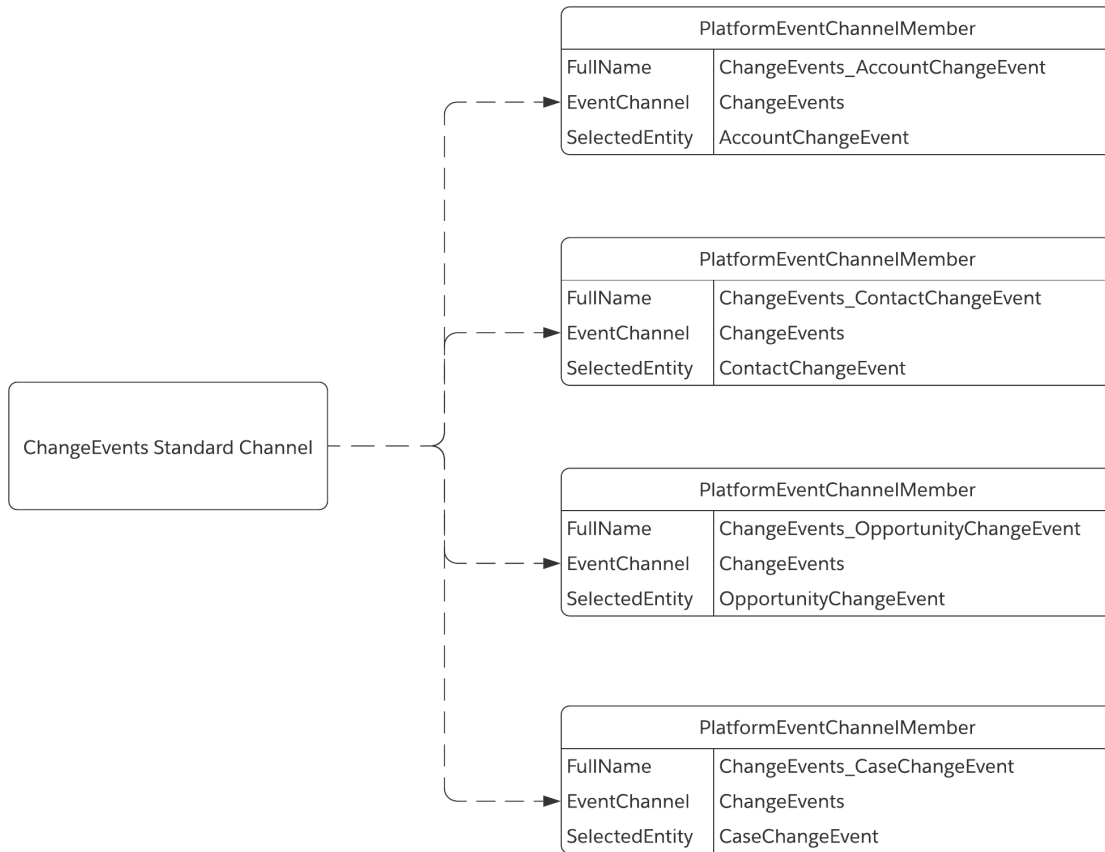 PlatformEventChannelMember
FullName ChangeEvents_AccountChangeEvent
EventChannel ChangeEvents
SelectedEntity AccountChangeEvent
PlatformEventChannelMember
FullName ChangeEvents_ContactChangeEvent
EventChannel ChangeEvents
SelectedEntity ContactChangeEvent
ChangeEvents Standard Channel
PlatformEventChannelMember
FullName ChangeEvents_OpportunityChangeEvent
EventChannel ChangeEvents
SelectedEntity OpportunityChangeEvent
PlatformEventChannelMember
FullName ChangeEvents_CaseChangeEvent
EventChannel ChangeEvents
SelectedEntity CaseChangeEvent